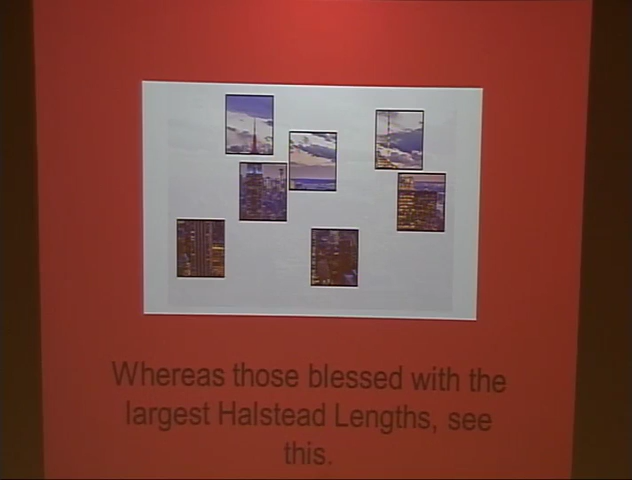 Whereas those blessed with the
largest Halstead Lengths, see
this.